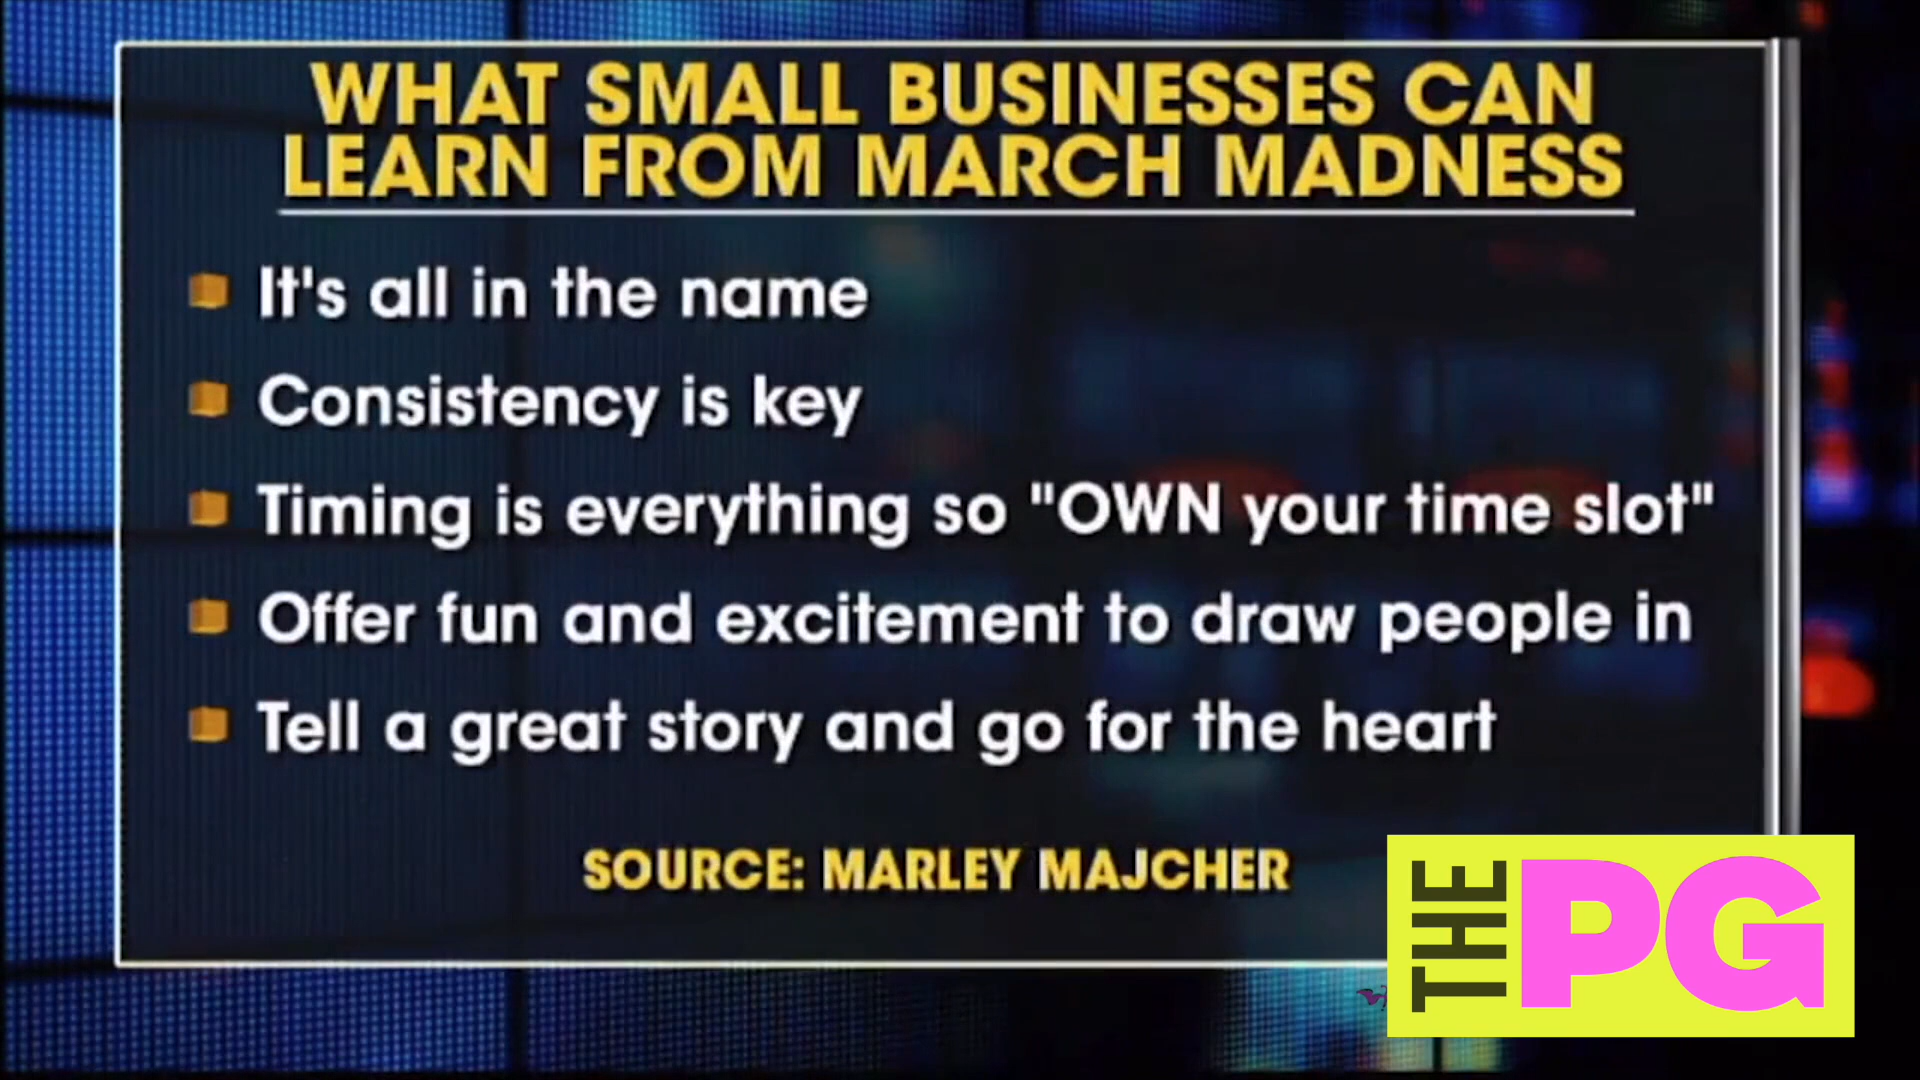 WHAT SMALL BUSINESSES CAN
LEARN FROM MARCH MADNESS
It's all in the name
Consistency is key
Timing is everything so "OWN your time slot"
Offer fun and excitement to draw people in
Tell a great story and go for the heart
SOURCE: MARLEY MAJCHER
THE PG